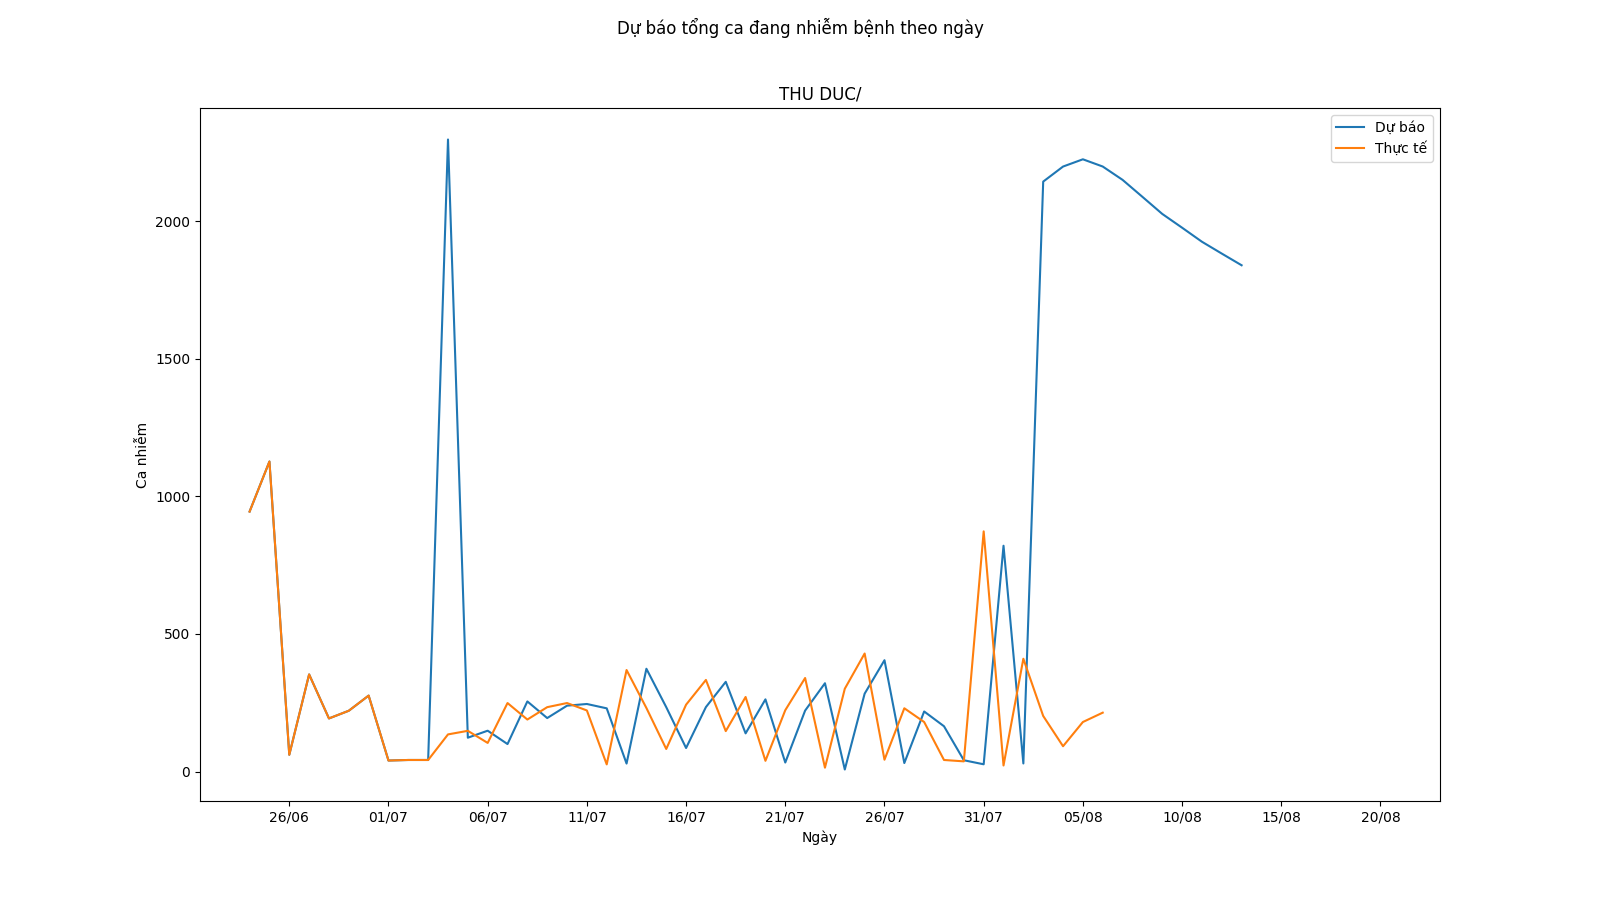 Dự báo tổng ca đang nhiễm bệnh theo ngày
THU DUC/
Dự báo
Thực tế
2000
1500
1000
500
0
Ca nhiễm
26/06 01/07 06/07 11/07 16/07 21/07 26/07 31/07 05/08 10/08 15/08 20/08
Ngày